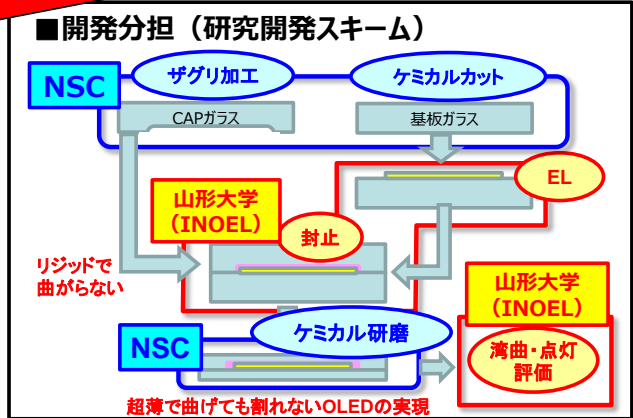 ■開発分担（研究開発スキーム）
NSC
ザグリ加工
ケミカルカット
CAPガラス
基板ガラス
EL
山形大学
（INOEL）
封止
リジッドで
曲がらない
山形大学
（INOEL）
NSC
ケミカル研磨
湾曲・点灯
評価
超薄で曲げても割れないOLEDの実現